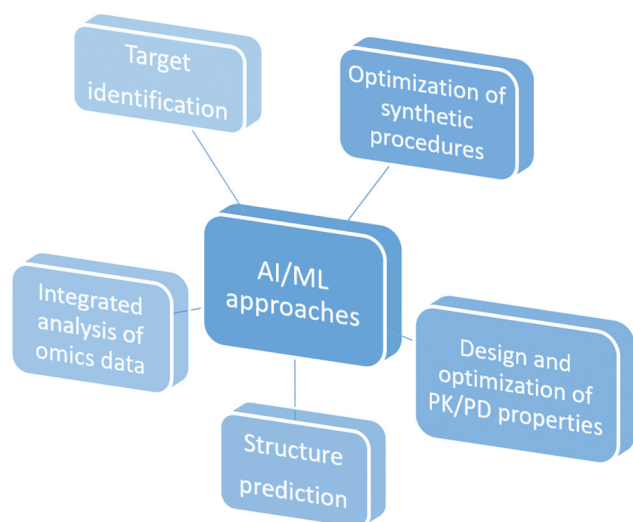 Target
identification
Optimization of
synthetic
procedures
AI/ML
approaches
Integrated
analysis of
omics data
Design and
optimization of
PK/PD properties
Structure
prediction